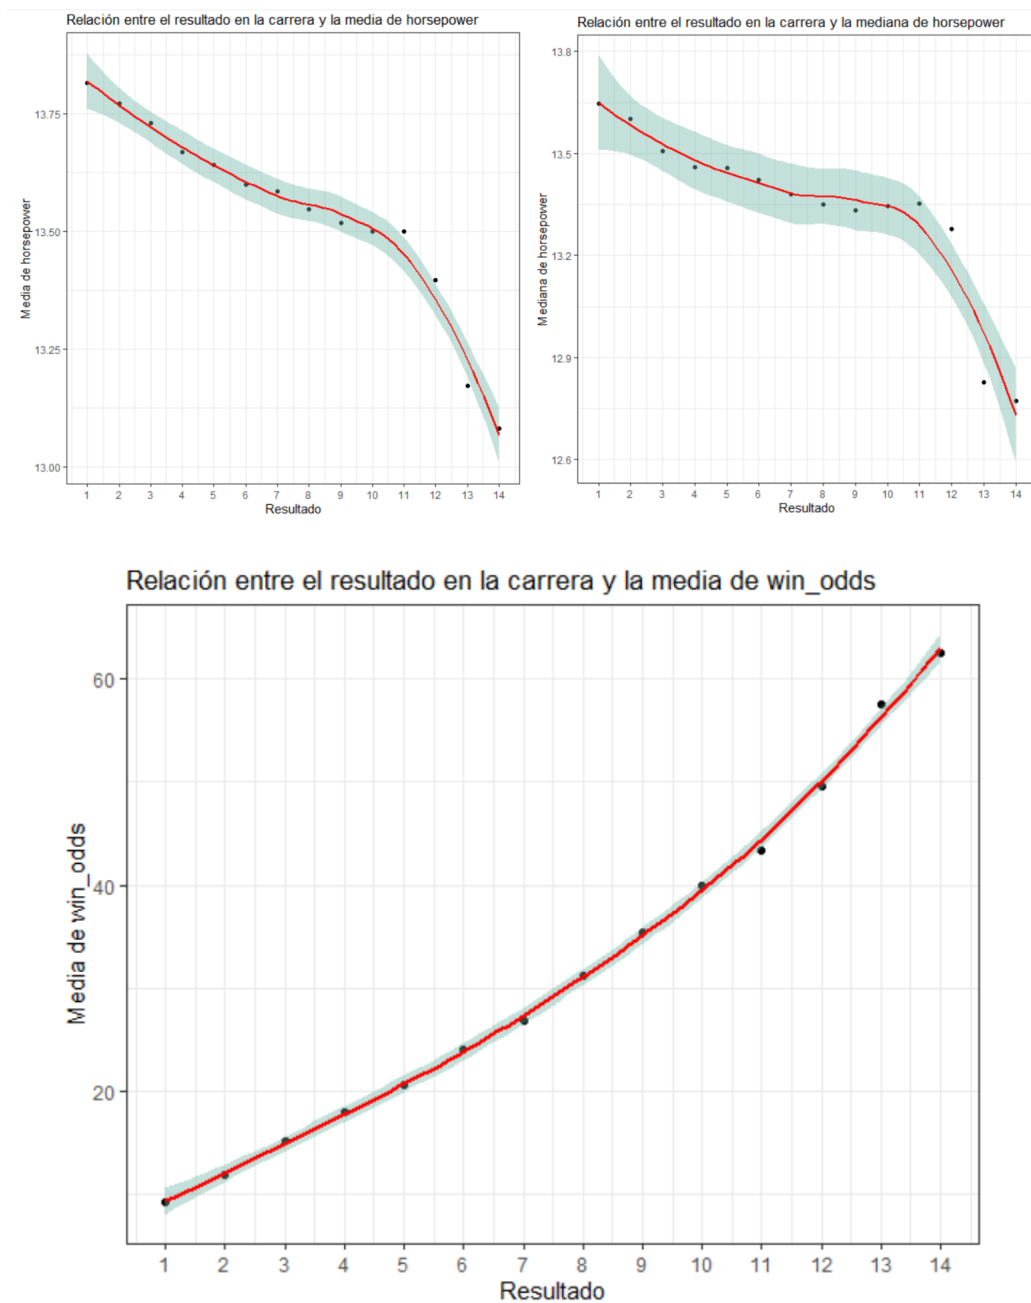 Relación entre el resultado en la carrera y la media de horsepower
Media de horsepower
13.75
13.50
13.25
13.00
1 2 3 4 5 6 7 8 9 10 11 12 13 14
Resultado
Relación entre el resultado en la carrera y la mediana de horsepower
Mediana de horsepower
13.8
13.5
13.2
12.9
12.6
1 2 3 4 5 6 7 8 9 10 11 12 13 14
Resultado
Relación entre el resultado en la carrera y la media de win_odds
Media de win_odds
60
40
20
1 2 3 4 5 6 7 8 9 10 11 12 13 14
Resultado